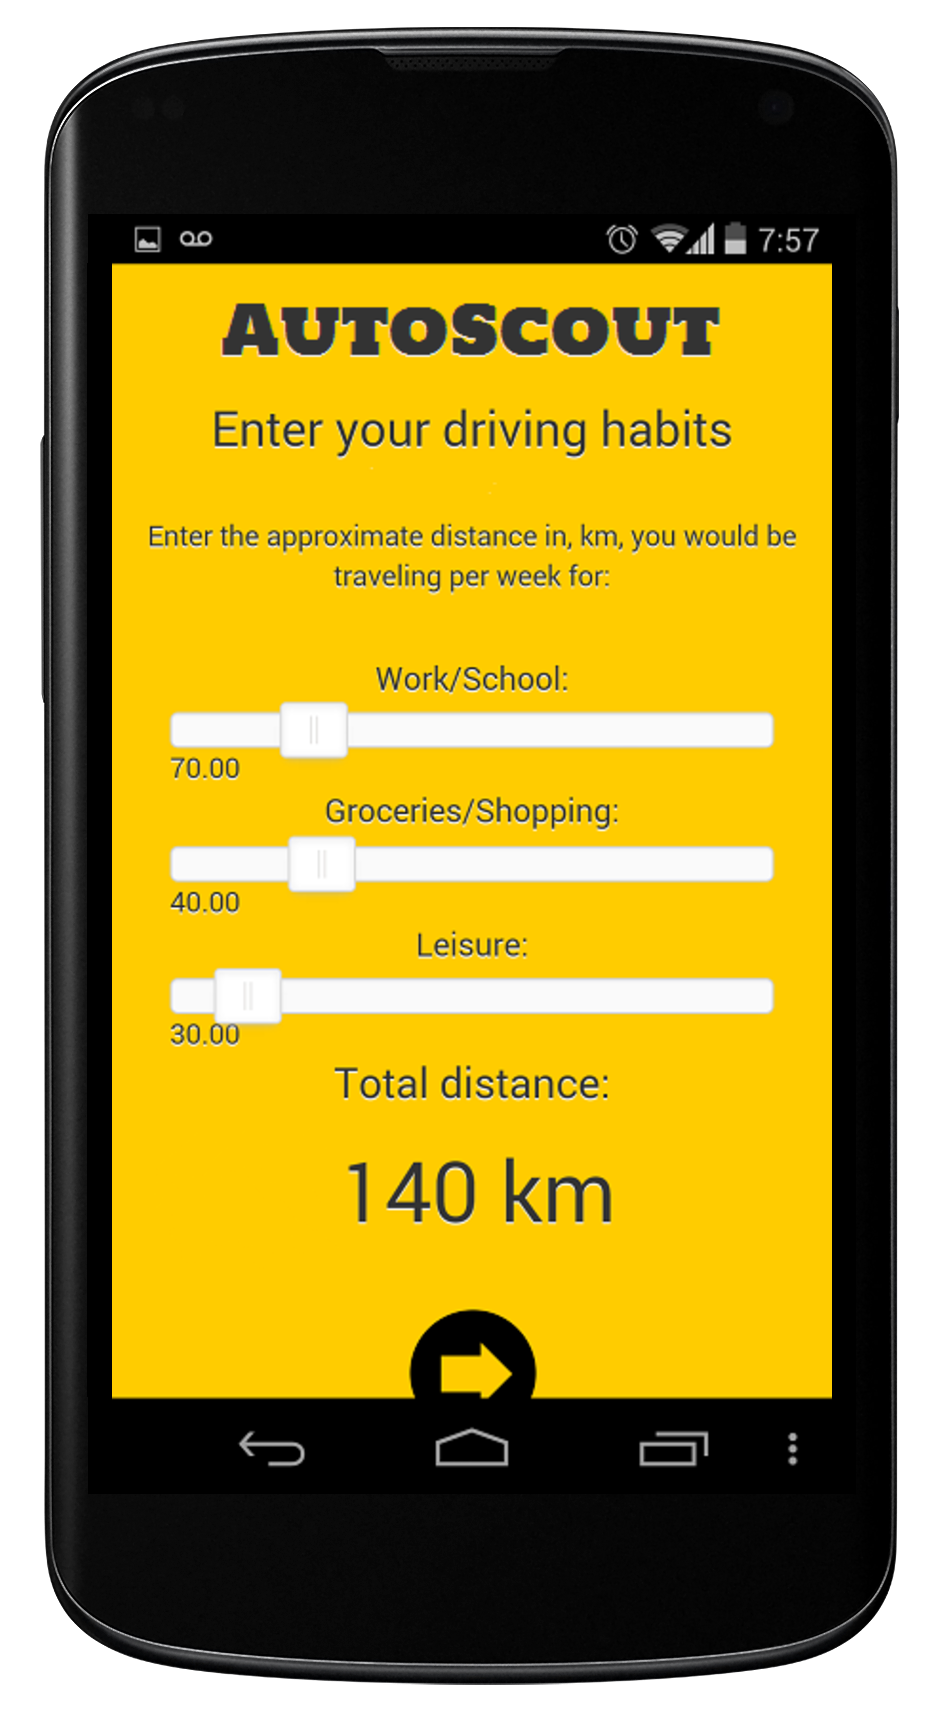 7:57
AUTOSCOUT
Enter your driving habits
Enter the approximate distance in, km, you would be
traveling per week for:
Work/School:
70.00
Groceries/Shopping:
40.00
Leisure:
30.00
Total distance:
140 km